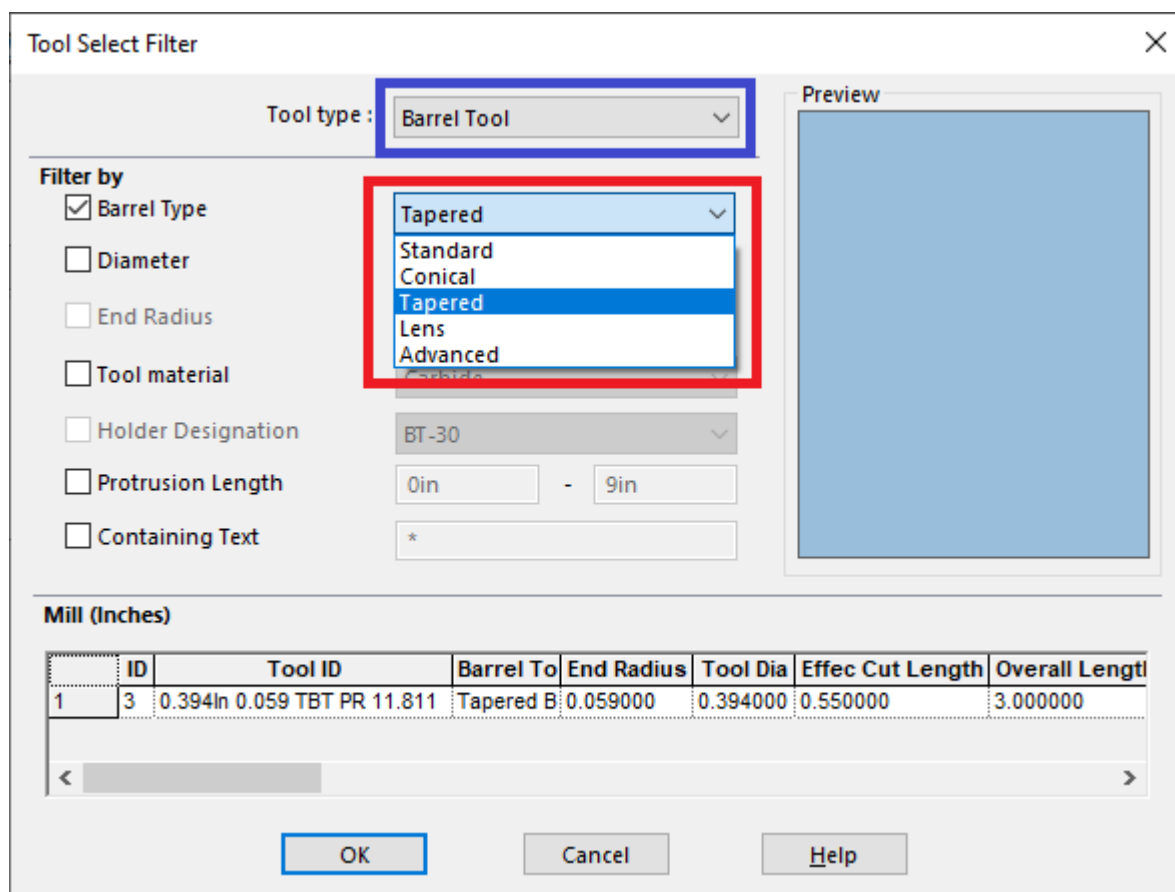 Tool Select Filter
Tool type : Barrel Tool
Preview
Filter by
Barrel Type Tapered
Standard
Diameter
Conical
Tapered
End Radius
Lens
Advanced
Tool material Carbide
Holder Designation BT-30
Protrusion Length 0in - 9in
Containing Text *
Mill (Inches)
ID Tool ID Barrel To End Radius Tool Dia Effec Cut Length Overall Lengtl
1 3 0.394In 0.059 TBT PR 11.811 Tapered B 0.059000 0.394000 0.550000 3.000000
OK Cancel Help